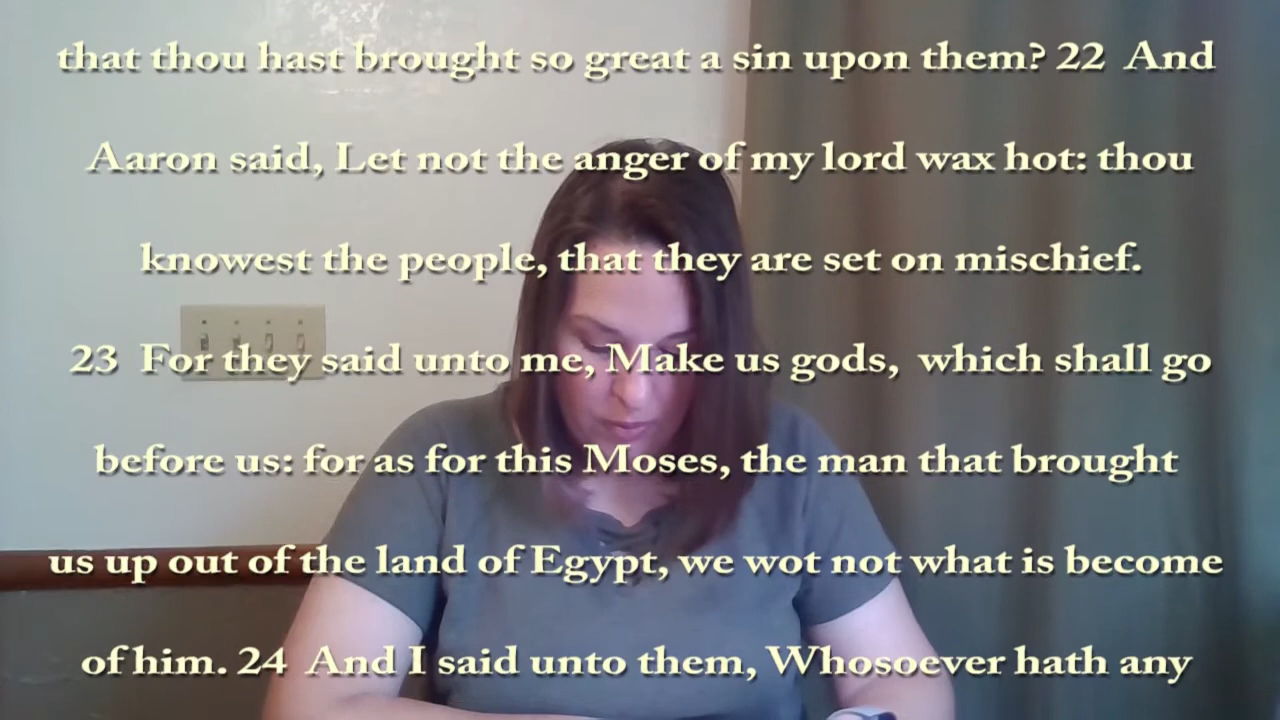 that thou hast brought so great a sin upon them? 22 And
Aaron said, Let not the anger of my lord wax hot: thou
knowest the people, that they are set on mischief.
23 For they said unto me, Make us gods, which shall go
before us: for as for this Moses, the man that brought
us up out of the land of Egypt, we wot not what is become
of him. 24 And I said unto them, Whosoever hath any